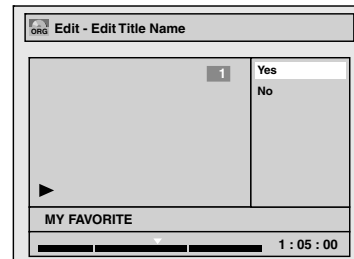 ORG Edit - Edit Title Name
1
Yes
No
MY FAVORITE
1 : 05 : 00